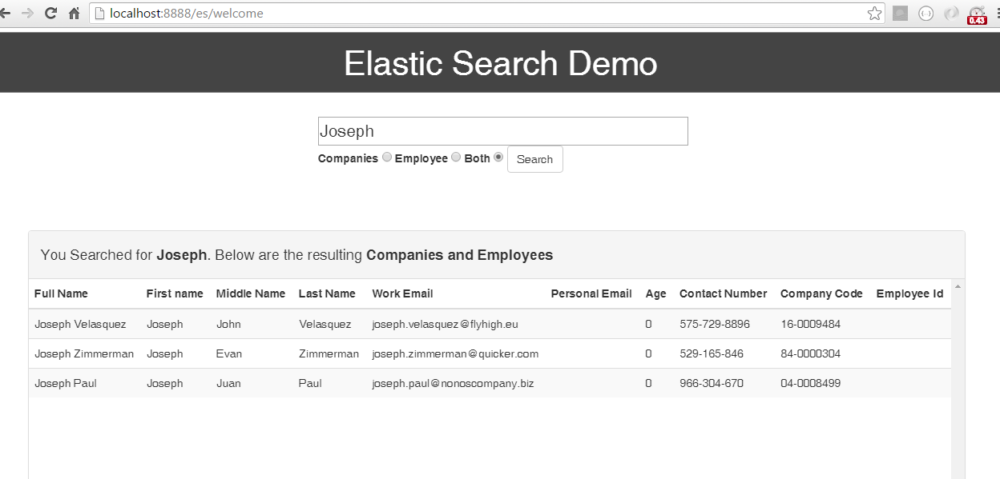 localhost:8888/es/welcome
0.43
Elastic Search Demo
Joseph
Companies Employee Both Search
You Searched for Joseph. Below are the resulting Companies and Employees
Full Name First name Middle Name Last Name Work Email Personal Email Age Contact Number Company Code Employee Id
Joseph Velasquez Joseph John Velasquez joseph.velasquez@flyhigh.eu 0 575-729-8896 16-0009484
Joseph Zimmerman Joseph Evan Zimmerman joseph.zimmerman@quicker.com 0 529-165-846 84-0000304
Joseph Paul Joseph Juan Paul joseph.paul@nonoscompany.biz 0 966-304-670 04-0008499